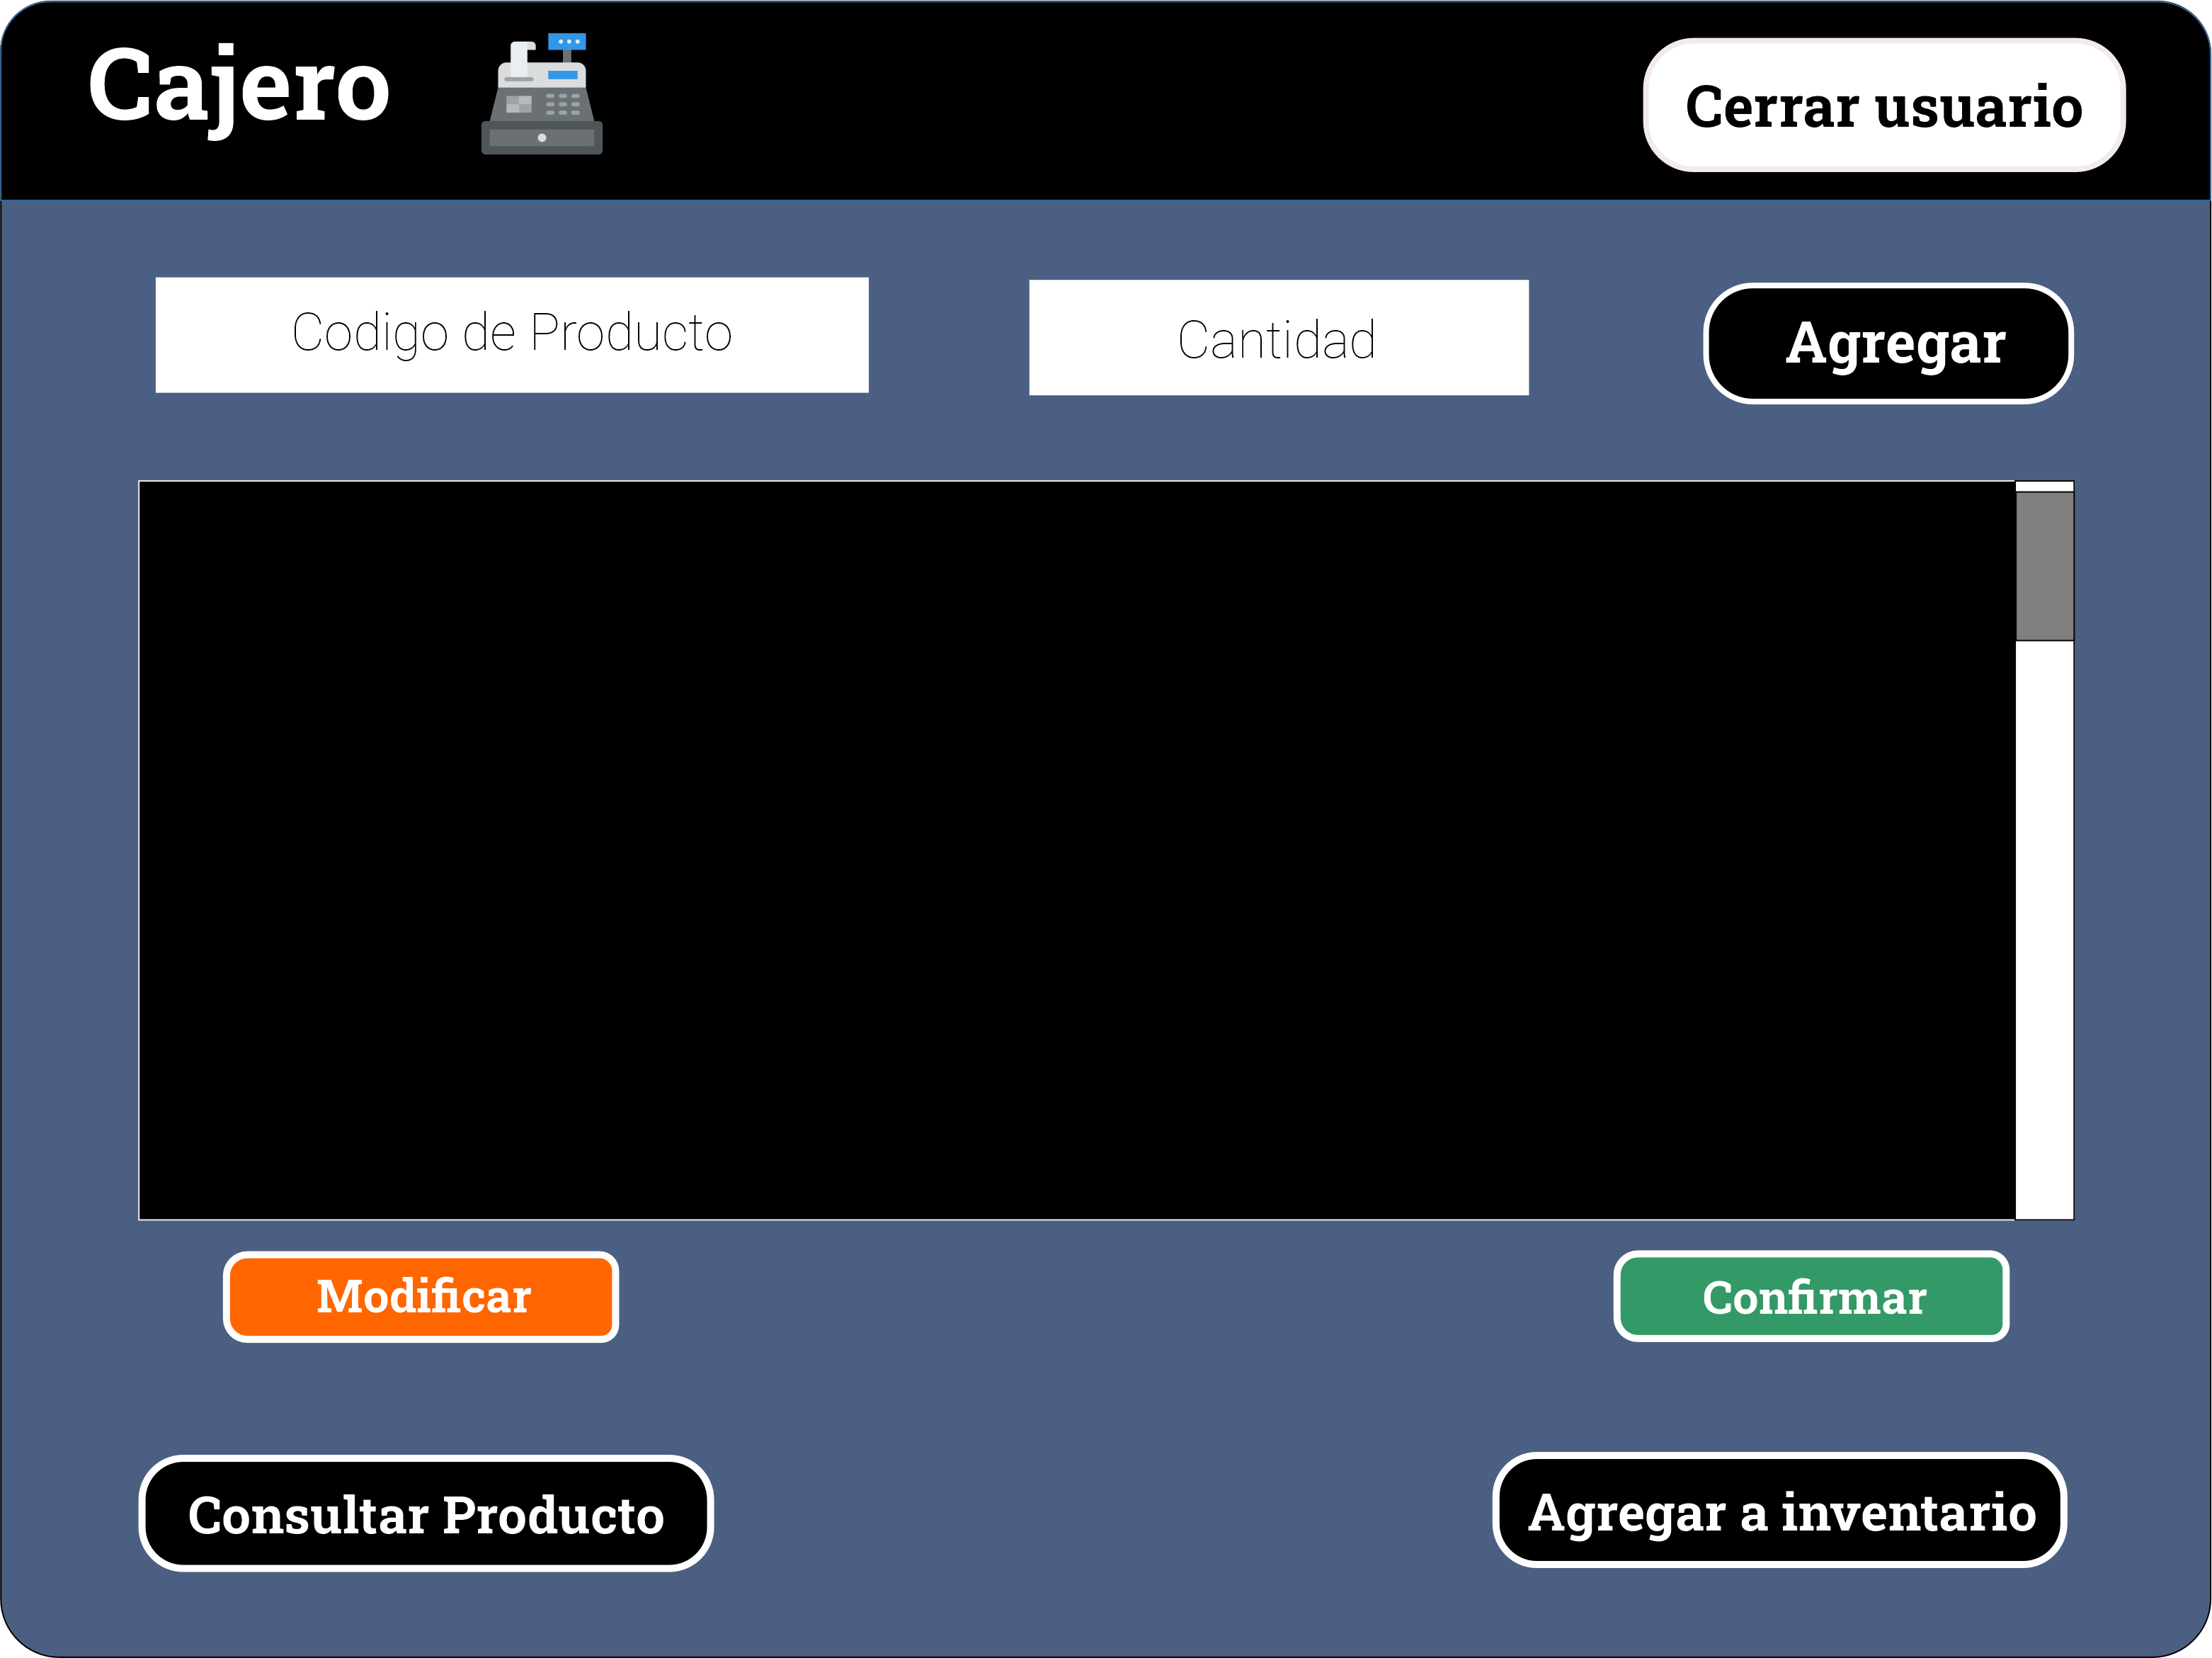 Cajero
Cerrar usuario
Codigo de Producto
Cantidad
Agregar
Modificar
Confirmar
Consultar Producto
Agregar a inventario